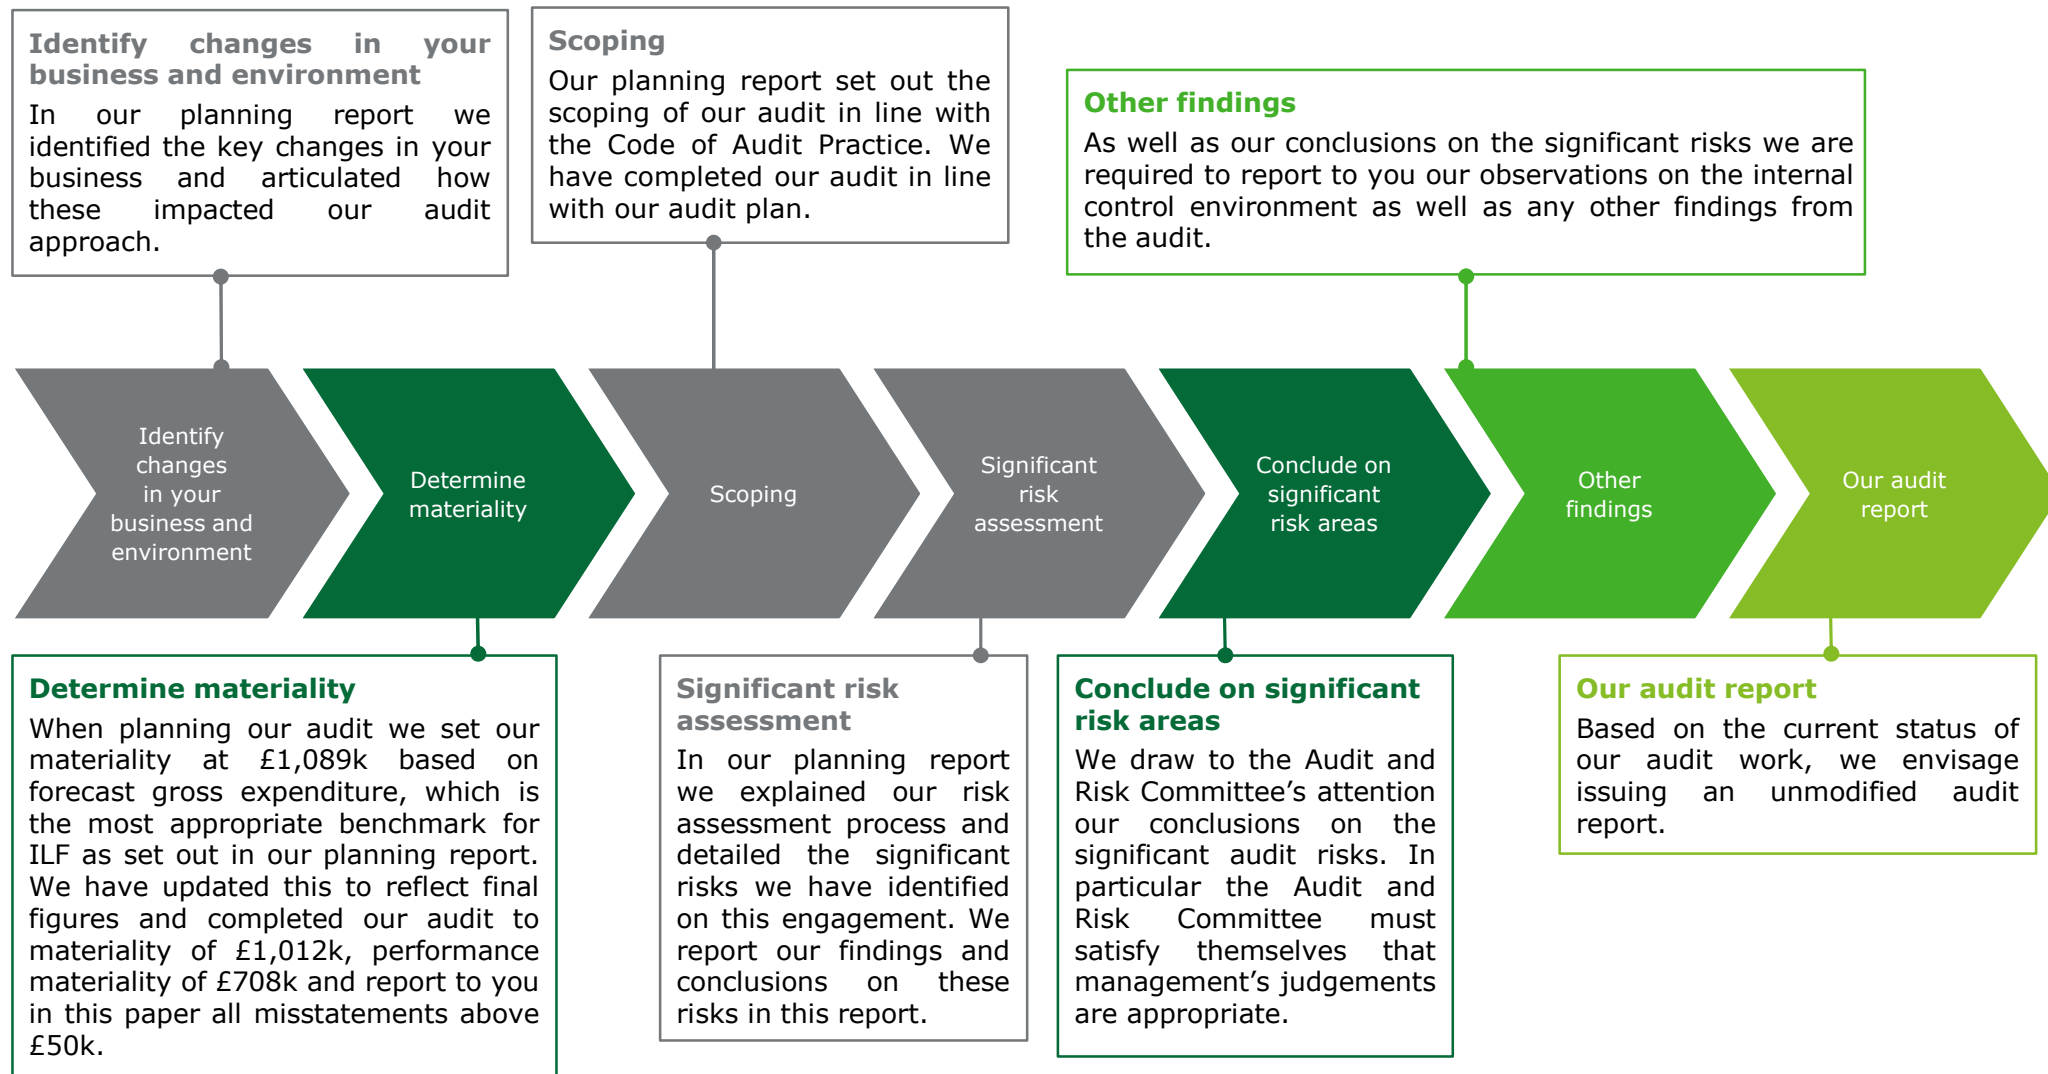 Identify changes in your
business and environment
In our planning report we
identified the key changes in your
business and articulated how
these impacted our audit
approach.
Scoping
Our planning report set out the
scoping of our audit in line with
the Code of Audit Practice. We
have completed our audit in line
with our audit plan.
Other findings
As well as our conclusions on the significant risks we are
required to report to you our observations on the internal
control environment as well as any other findings from
the audit.
Identify
changes
in your
business and
environment
Determine
materiality
Scoping
Significant
risk
assessment
Conclude on
significant
risk areas
Other
findings
Our audit
report
Determine materiality
When planning our audit we set our
materiality at £1,089k based on
forecast gross expenditure, which is
the most appropriate benchmark for
ILF as set out in our planning report.
We have updated this to reflect final
figures and completed our audit to
materiality of £1,012k, performance
materiality of £708k and report to you
in this paper all misstatements above
£50k.
Significant risk
assessment
In our planning report
we explained our risk
assessment process and
detailed the significant
risks we have identified
on this engagement. We
report our findings and
conclusions on these
risks in this report.
Conclude on significant
risk areas
We draw to the Audit and
Risk Committee’s attention
our conclusions on the
significant audit risks. In
particular the Audit and
Risk Committee must
satisfy themselves that
management’s judgements
are appropriate.
Our audit report
Based on the current status of
our audit work, we envisage
issuing an unmodified audit
report.